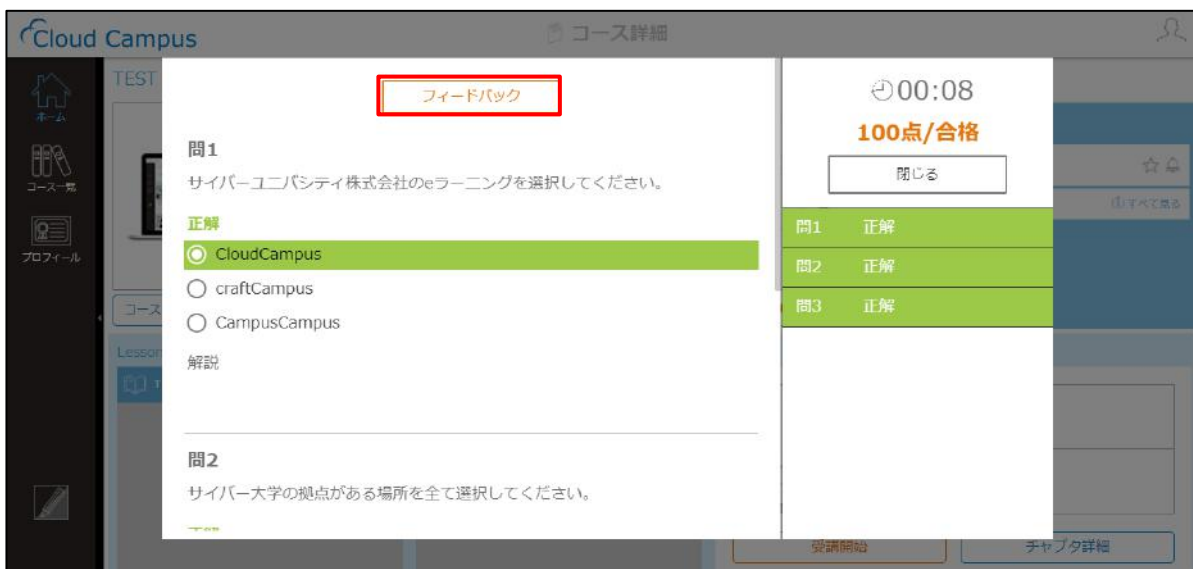 Cloud Campus
コース詳細
ホーム
コース一覧
プロフィール
TEST
フィードバック
問1
サイバーユニバシティ株式会社のeラーニングを選択してください。
正解
CloudCampus
craftCampus
CampusCampus
解説
問2
サイバー大学の拠点がある場所を全て選択してください。
00:08
100点/合格
閉じる
問1 正解
問2 正解
問3 正解
すべて見る
コース
Lesson
受講開始
チャプタ詳細